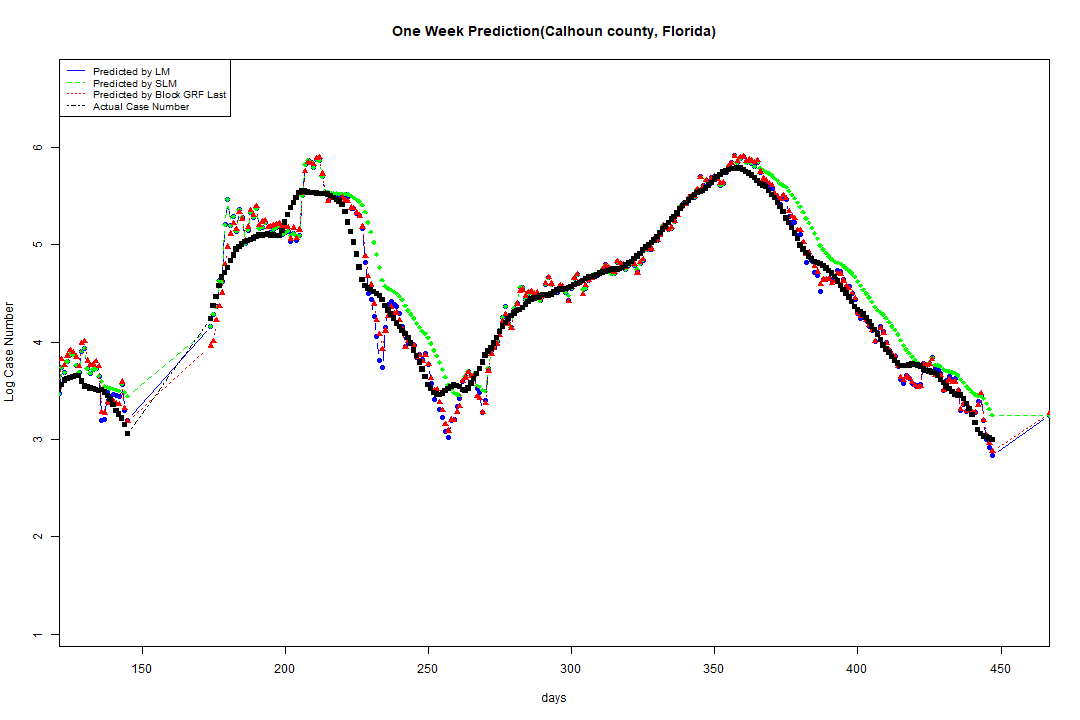 One Week Prediction(Calhoun county, Florida)
Predicted by LM
Predicted by SLM
Predicted by Block GRF Last
Actual Case Number
Log Case Number
6
5
4
3
2
1
150 200 250 300 350 400 450
days